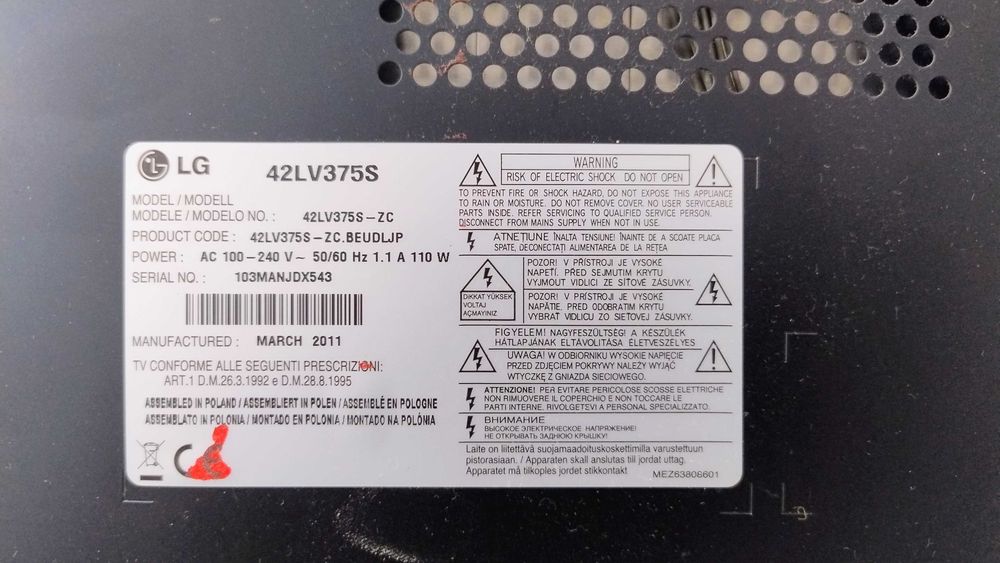 LG
42LV375S
MODEL / MODELL
MODELE / MODELO NO. : 42LV375S-ZC
PRODUCT CODE : 42LV375S-ZC.BEUDLJP
POWER : AC 100-240 V~ 50/60 Hz 1.1 A 110 W
SERIAL NO. : 103MANJDX543
MANUFACTURED : MARCH 2011
TV CONFORME ALLE SEGUENTI PRESCRIZIONI:
ART.1 D.M.26.3.1992 e D.M.28.8.1995
ASSEMBLED IN POLAND / ASSEMBLIERT IN POLEN / ASSEMBLÉ EN POLOGNE
ASSEMBLATO IN POLONIA / MONTADO EN POLONIA / MONTADO NA POLÓNIA
WARNING
RISK OF ELECTRIC SHOCK DO NOT OPEN
TO PREVENT FIRE OR SHOCK HAZARD, DO NOT EXPOSE THIS APPLIANCE
TO RAIN OR MOISTURE. DO NOT REMOVE COVER. NO USER SERVICEABLE
PARTS INSIDE. REFER SERVICING TO QUALIFIED SERVICE PERSON.
DISCONNECT FROM MAINS SUPPLY WHEN NOT IN USE.
ATNEŢIUNE ÎNALTA TENSIUNE! ÎNAINTE DE A SCOATE PLACA
SPATE, DECONECTAŢI ALIMENTAREA DE LA REŢEA
DIKKAT YÜKSEK
VOLTAJ
AÇMAYINIZ
POZOR! V PŘÍSTROJI JE VYSOKÉ
NAPETÍ. PŘED SEJMUTIM KRYTU
VYJMOUT VIDLICI ZE SÍŤOVÉ ZÁSUVKY.
POZOR! V PRÍSTROJI JE VYSOKÉ
NAPÄTIE. PRED ODOBRATIM KRYTU
VYBRAŤ VIDLICU ZO SIEŤOVEJ ZÁSUVKY.
FIGYELEM! NAGYFESZÜLTSÉG! A KÉSZÜLÉK
HÁTLAPJÁNAK ELTÁVOLÍTÁSA ÉLETVESZÉLYES
UWAGA! W ODBIORNIKU WYSOKIE NAPIĘCIE
PRZED ZDJĘCIEM POKRYWY NALEŻY WYJĄĆ
WTYCZKĘ Z GNIAZDA SIECIOWEGO.
ATTENZIONE! PER EVITARE PERICOLOSE SCOSSE ELETTRICHE
NON RIMUOVERE IL COPERCHIO E NON TOCCARE LE
PARTI INTERNE. RIVOLGETEVI A PERSONAL SPECIALIZZATO.
ВНИМАНИЕ
ВЫСОКОЕ ЭЛЕКТРИЧЕСКОЕ НАПРЯЖЕНИЕ!
НЕ ОТКРЫВАТЬ ЗАДНЮЮ КРЫШКУ!
Laite on liitettävä suojamaadoituskoskettimilla varustettuun
pistorasiaan. / Apparaten skall anslutas till jordat uttag.
Apparatet må tilkoples jordet stikkontakt
MEZ63808601